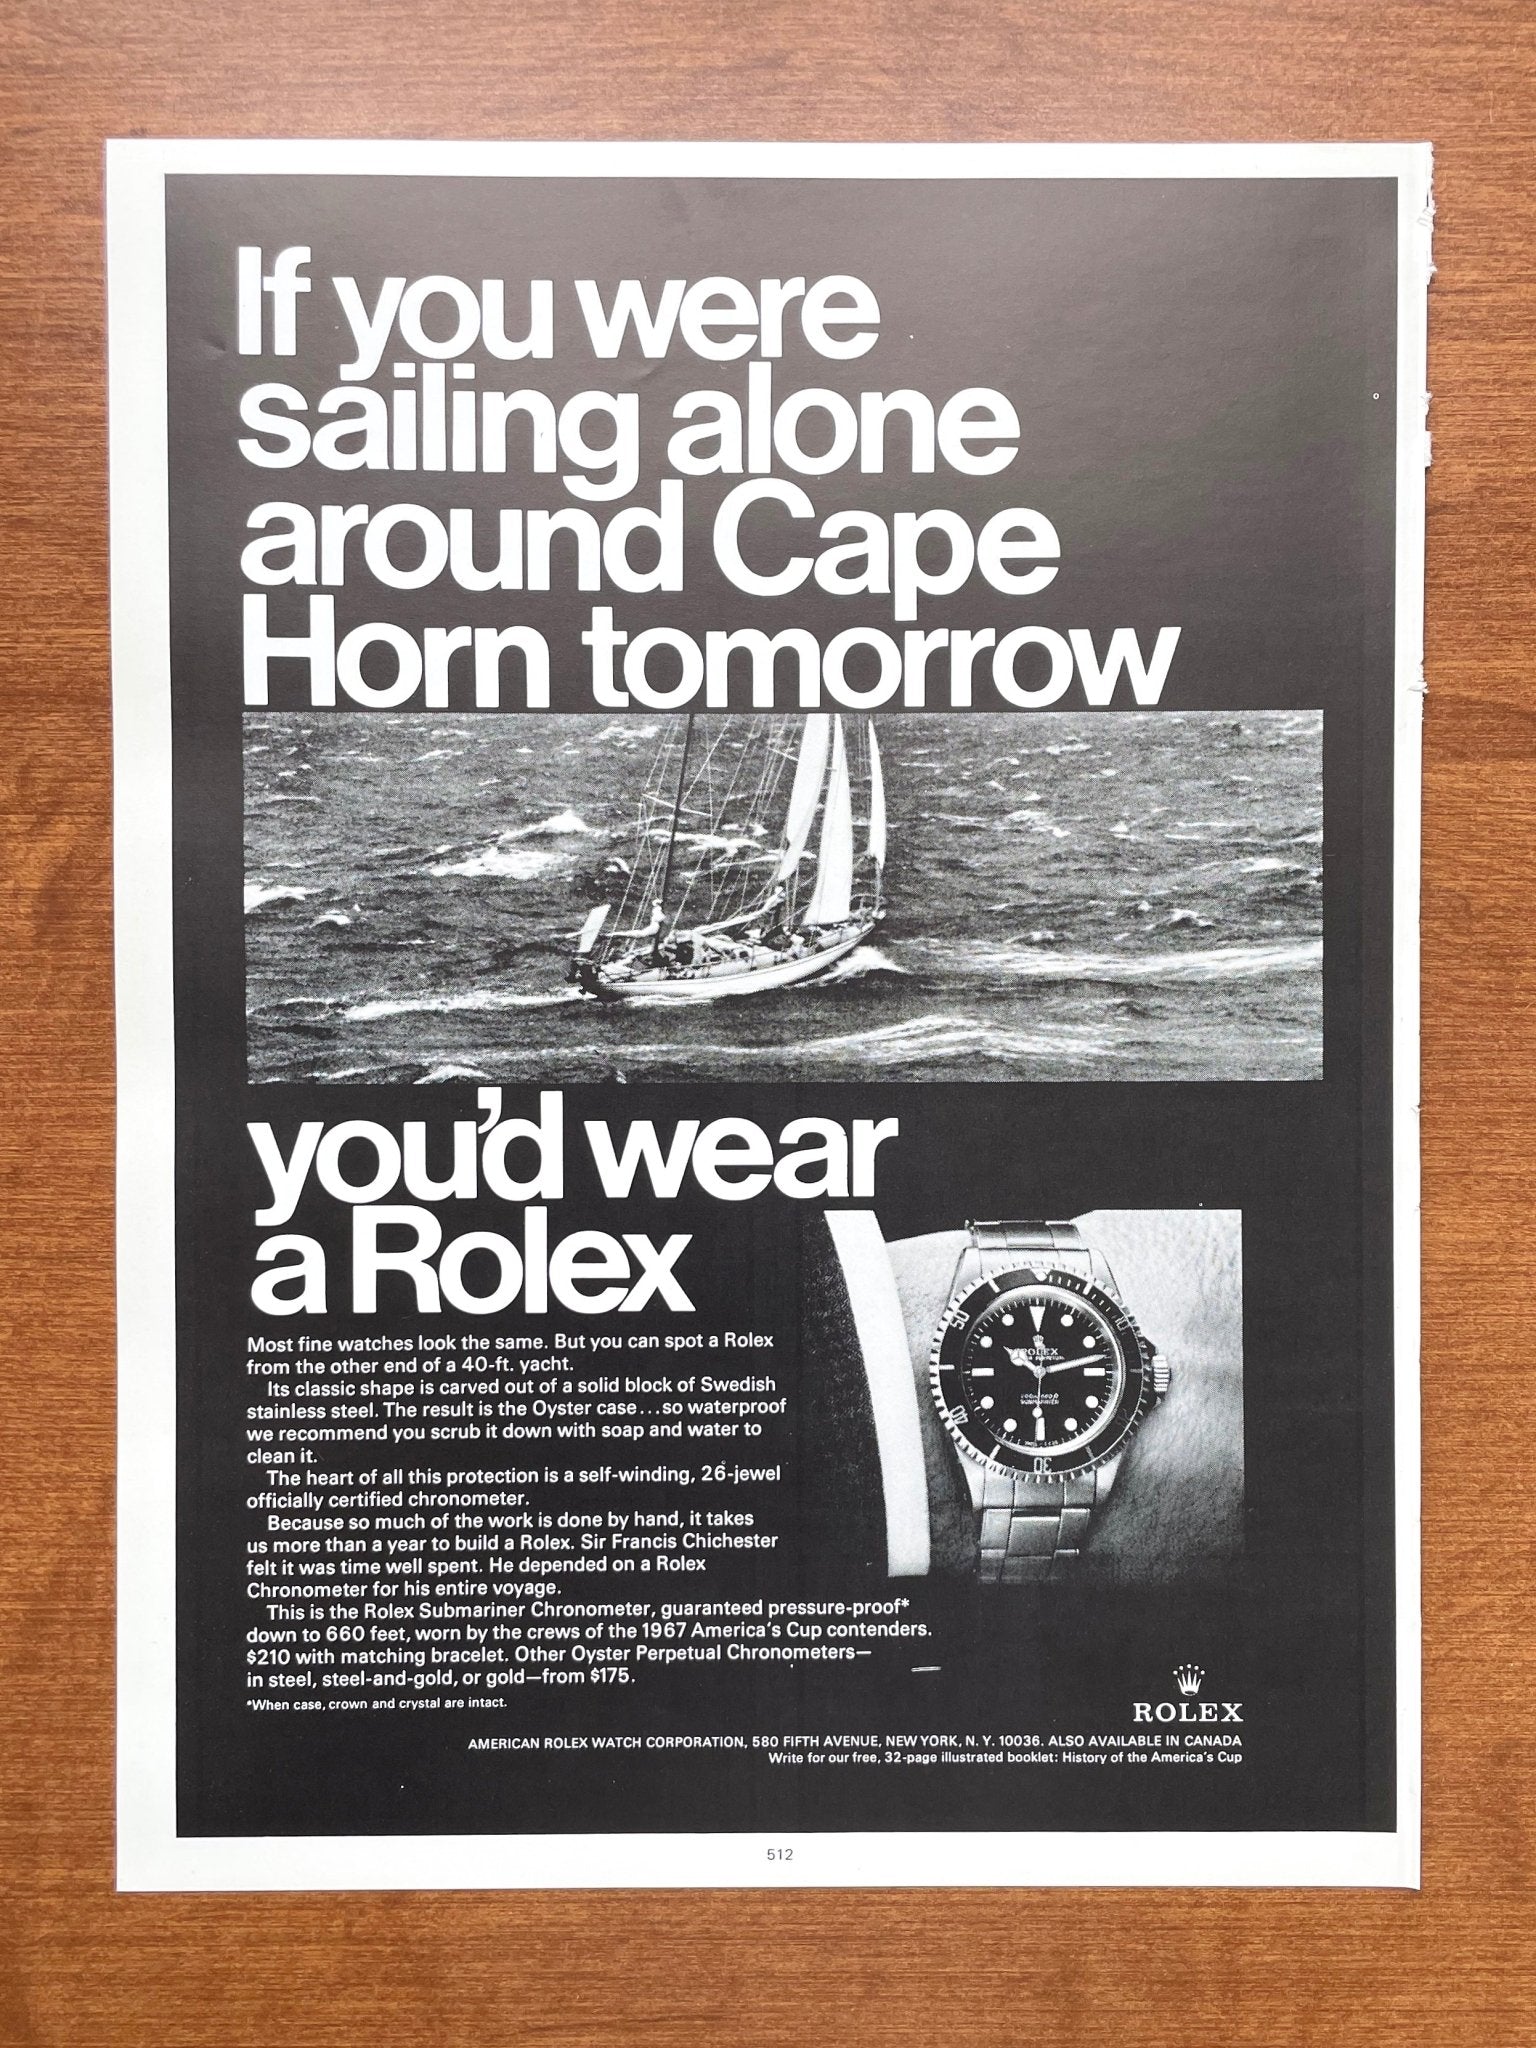 If you were
sailing alone
around Cape
Horn tomorrow
you'd wear
a Rolex
Most fine watches look the same. But you can spot a Rolex
from the other end of a 40-ft. yacht.
Its classic shape is carved out of a solid block of Swedish
stainless steel. The result is the Oyster case...so waterproof
we recommend you scrub it down with soap and water to
clean it.
The heart of all this protection is a self-winding, 26-jewel
officially certified chronometer.
Because so much of the work is done by hand, it takes
us more than a year to build a Rolex. Sir Francis Chichester
felt it was time well spent. He depended on a Rolex
Chronometer for his entire voyage.
This is the Rolex Submariner Chronometer, guaranteed pressure-proof*
down to 660 feet, worn by the crews of the 1967 America's Cup contenders.
$210 with matching bracelet. Other Oyster Perpetual Chronometers—
in steel, steel-and-gold, or gold—from $175.
*When case, crown and crystal are intact.
50
40
30
ROLEX
SUBMARINER
ROLEX
AMERICAN ROLEX WATCH CORPORATION, 580 FIFTH AVENUE, NEW YORK, N. Y. 10036. ALSO AVAILABLE IN CANADA
Write for our free, 32-page illustrated booklet: History of the America's Cup
512